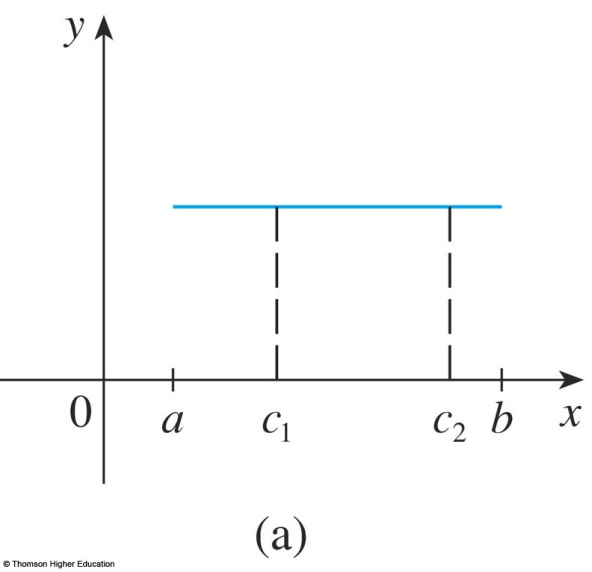 y
0 a c₁ c₂ b x
(a)
© Thomson Higher Education